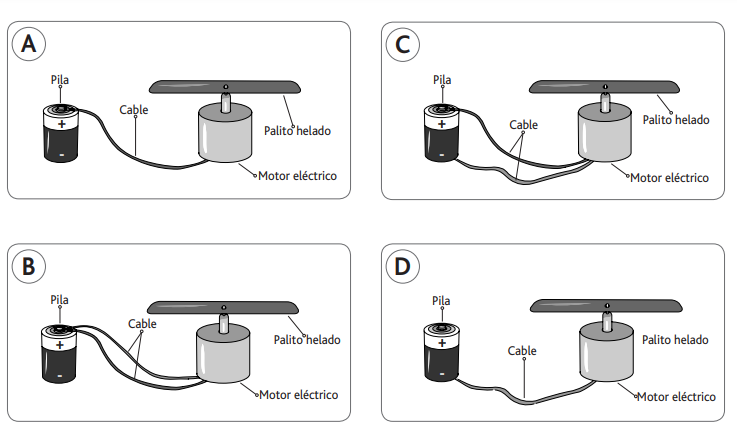 A
Pila
Cable
+
-
Palito helado
Motor eléctrico
C
Pila
Cable
+
-
Palito helado
Motor eléctrico
B
Pila
Cable
+
-
Palito helado
Motor eléctrico
D
Pila
Cable
+
-
Palito helado
Motor eléctrico